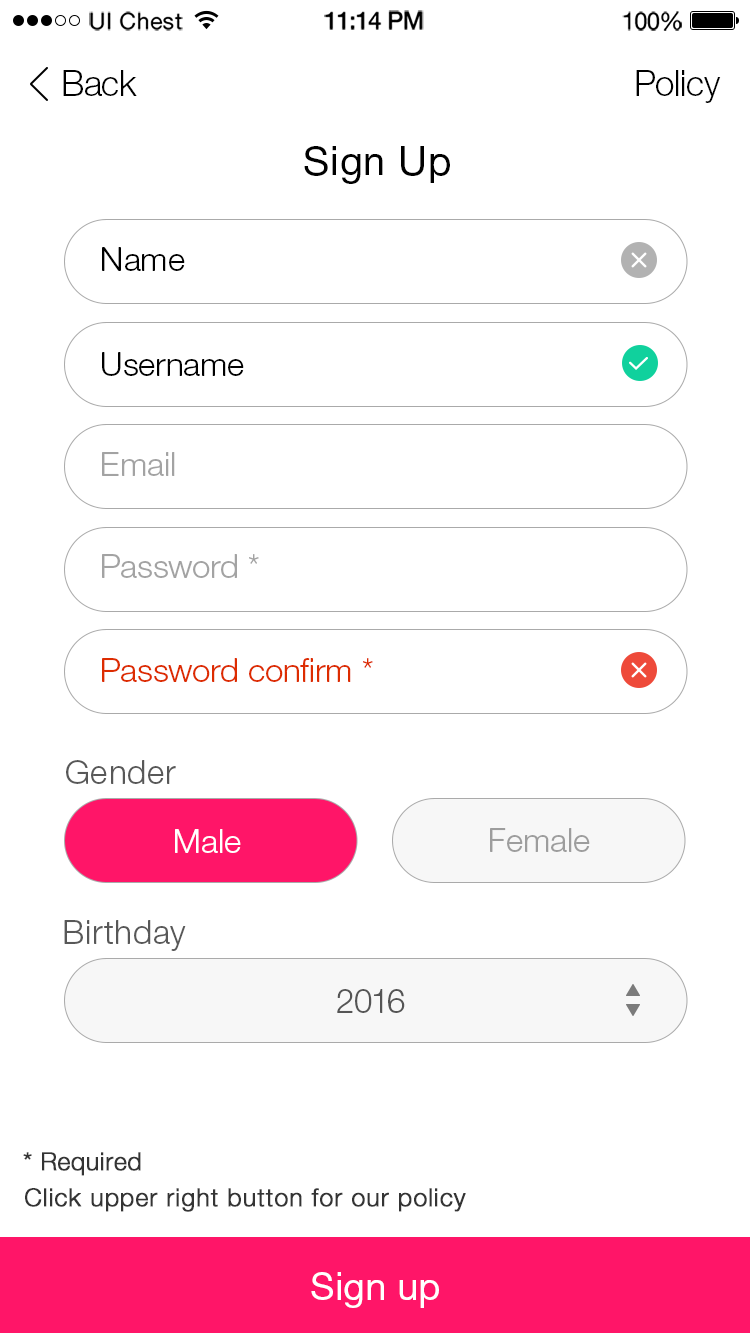 UI Chest 11:14 PM 100%
Back Policy
Sign Up
Name
Username
Email
Password *
Password confirm *
Gender
Male Female
Birthday
2016
* Required
Click upper right button for our policy
Sign up